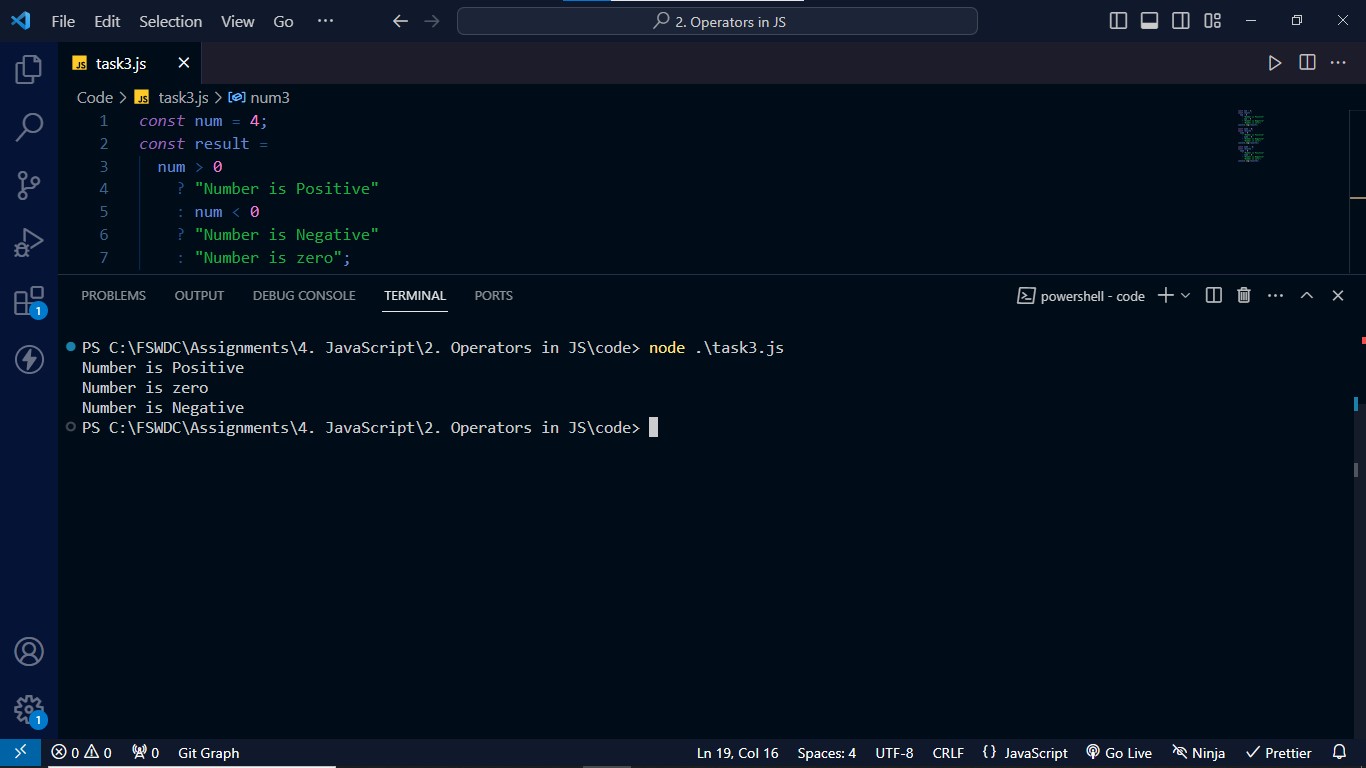 File Edit Selection View Go ···
2. Operators in JS
JS task3.js
Code > JS task3.js > num3
1 const num = 4;
2 const result =
3 num > 0
4 ? "Number is Positive"
5 : num < 0
6 ? "Number is Negative"
7 : "Number is zero";
PROBLEMS OUTPUT DEBUG CONSOLE TERMINAL PORTS
powershell - code
PS C:\FSWDC\Assignments\4. JavaScript\2. Operators in JS\code> node .\task3.js
Number is Positive
Number is zero
Number is Negative
PS C:\FSWDC\Assignments\4. JavaScript\2. Operators in JS\code>
1
1
0 0 0 Git Graph Ln 19, Col 16 Spaces: 4 UTF-8 CRLF {} JavaScript Go Live Ninja Prettier